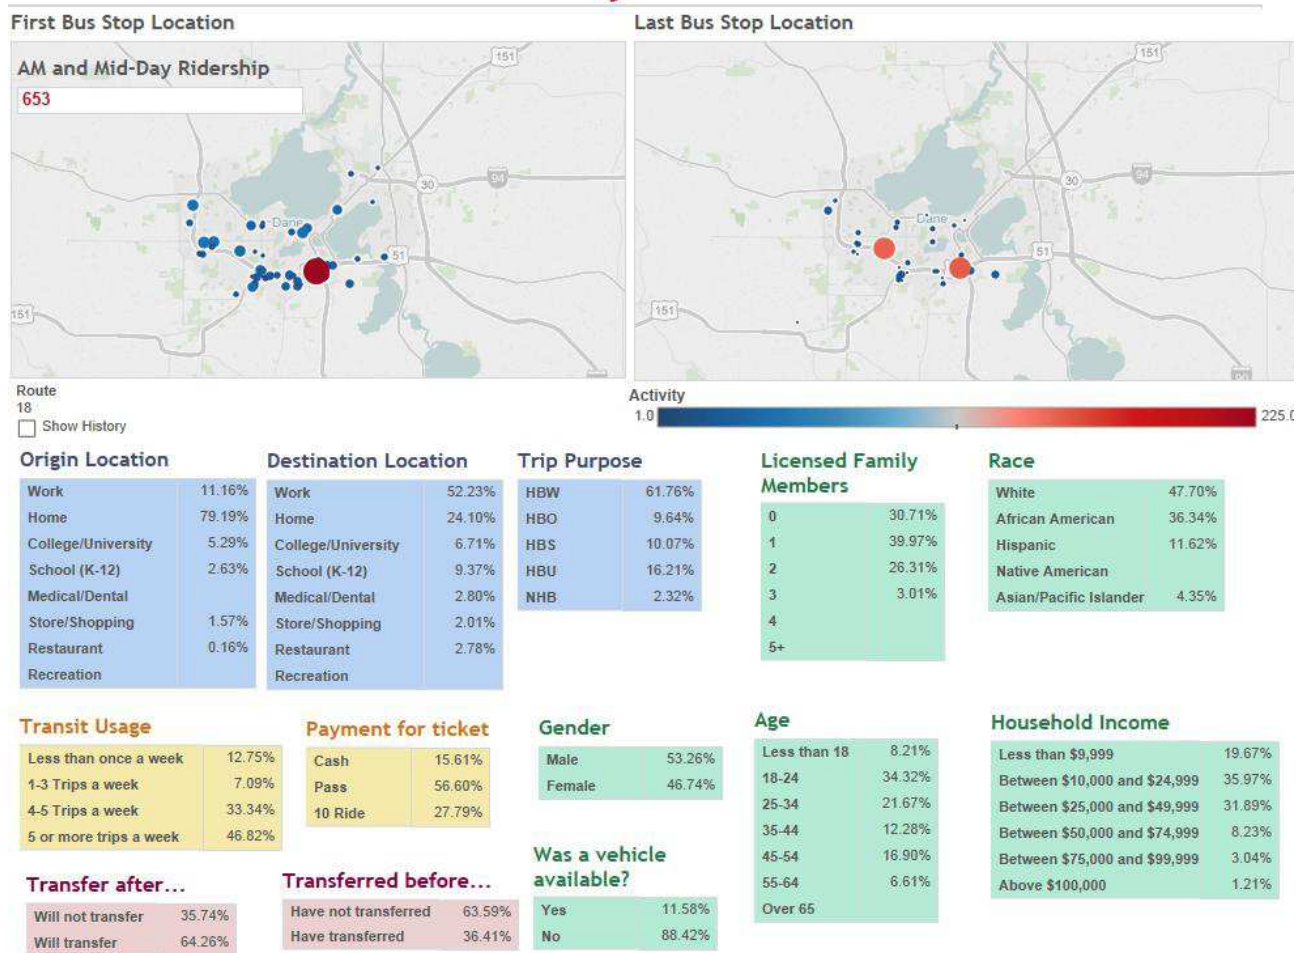 First Bus Stop Location
Last Bus Stop Location
AM and Mid-Day Ridership
653
151
30
94
Dane
51
151
151
30
94
Dane
51
151
90
Route
18
Show History
Activity
1.0
225.0
Origin Location
Work 11.16%
Home 79.19%
College/University 5.29%
School (K-12) 2.63%
Medical/Dental
Store/Shopping 1.57%
Restaurant 0.16%
Recreation
Destination Location
Work 52.23%
Home 24.10%
College/University 6.71%
School (K-12) 9.37%
Medical/Dental 2.80%
Store/Shopping 2.01%
Restaurant 2.78%
Recreation
Trip Purpose
HBW 61.76%
HBO 9.64%
HBS 10.07%
HBU 16.21%
NHB 2.32%
Licensed Family
Members
0 30.71%
1 39.97%
2 26.31%
3 3.01%
4
5+
Race
White 47.70%
African American 36.34%
Hispanic 11.62%
Native American
Asian/Pacific Islander 4.35%
Transit Usage
Less than once a week 12.75%
1-3 Trips a week 7.09%
4-5 Trips a week 33.34%
5 or more trips a week 46.82%
Payment for ticket
Cash 15.61%
Pass 56.60%
10 Ride 27.79%
Gender
Male 53.26%
Female 46.74%
Age
Less than 18 8.21%
18-24 34.32%
25-34 21.67%
35-44 12.28%
45-54 16.90%
55-64 6.61%
Over 65
Household Income
Less than $9,999 19.67%
Between $10,000 and $24,999 35.97%
Between $25,000 and $49,999 31.89%
Between $50,000 and $74,999 8.23%
Between $75,000 and $99,999 3.04%
Above $100,000 1.21%
Transfer after...
Will not transfer 35.74%
Will transfer 64.26%
Transferred before...
Have not transferred 63.59%
Have transferred 36.41%
Was a vehicle
available?
Yes 11.58%
No 88.42%